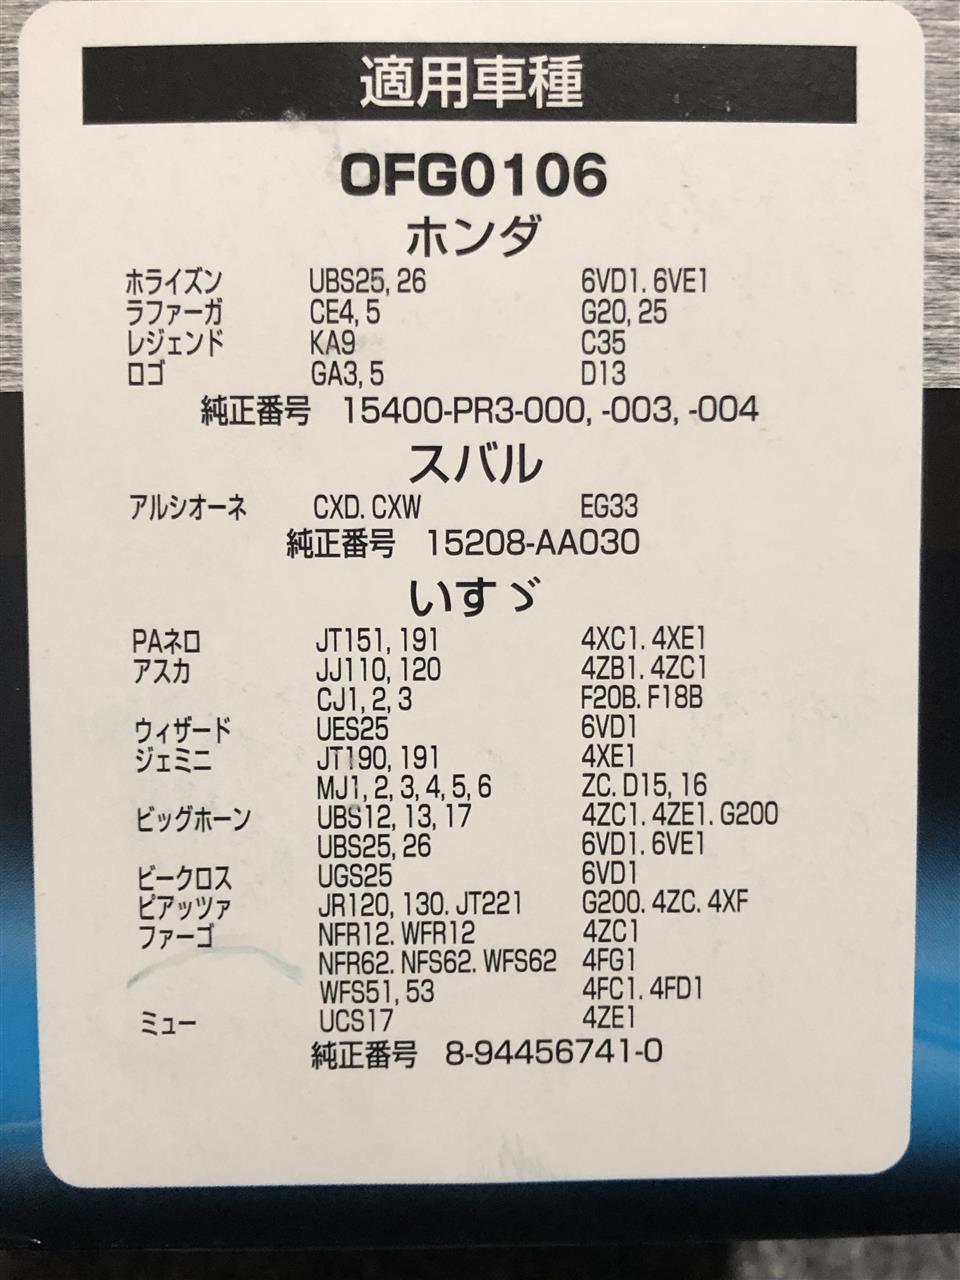 適用車種
OFG0106
ホンダ
ホライズン UBS25, 26 6VD1. 6VE1
ラファーガ CE4, 5 G20, 25
レジェンド KA9 C35
ロゴ GA3, 5 D13
純正番号 15400-PR3-000, -003, -004
スバル
アルシオーネ CXD. CXW EG33
純正番号 15208-AA030
いすゞ
PAネロ JT151, 191 4XC1. 4XE1
アスカ JJ110, 120 4ZB1. 4ZC1
CJ1, 2, 3 F20B. F18B
ウィザード UES25 6VD1
ジェミニ JT190, 191 4XE1
MJ1, 2, 3, 4, 5, 6 ZC. D15, 16
ビッグホーン UBS12, 13, 17 4ZC1. 4ZE1. G200
UBS25, 26 6VD1. 6VE1
ビークロス UGS25 6VD1
ピアッツァ JR120, 130. JT221 G200. 4ZC. 4XF
ファーゴ NFR12. WFR12 4ZC1
NFR62. NFS62. WFS62 4FG1
WFS51, 53 4FC1. 4FD1
ミュー UCS17 4ZE1
純正番号 8-94456741-0